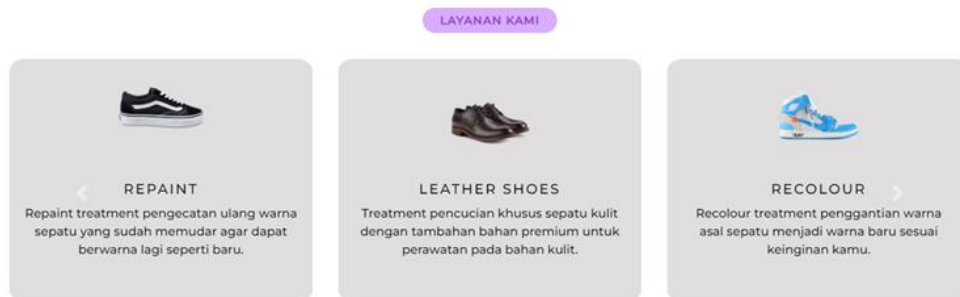 LAYANAN KAMI
REPAINT
Repaint treatment pengecatan ulang warna
sepatu yang sudah memudar agar dapat
berwarna lagi seperti baru.
LEATHER SHOES
Treatment pencucian khusus sepatu kulit
dengan tambahan bahan premium untuk
perawatan pada bahan kulit.
RECOLOUR
Recolour treatment penggantian warna
asal sepatu menjadi warna baru sesuai
keinginan kamu.